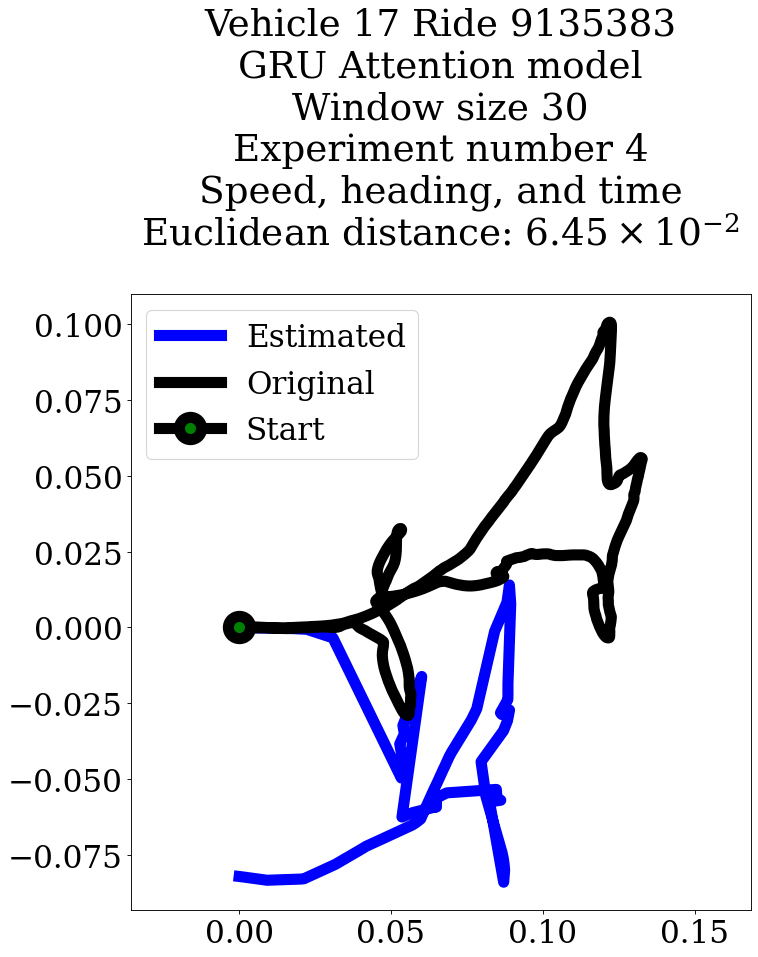 Vehicle 17 Ride 9135383
GRU Attention model
Window size 30
Experiment number 4
Speed, heading, and time
Euclidean distance: 6.45 × 10⁻²
Estimated
Original
Start
0.100
0.075
0.050
0.025
0.000
−0.025
−0.050
−0.075
0.00 0.05 0.10 0.15